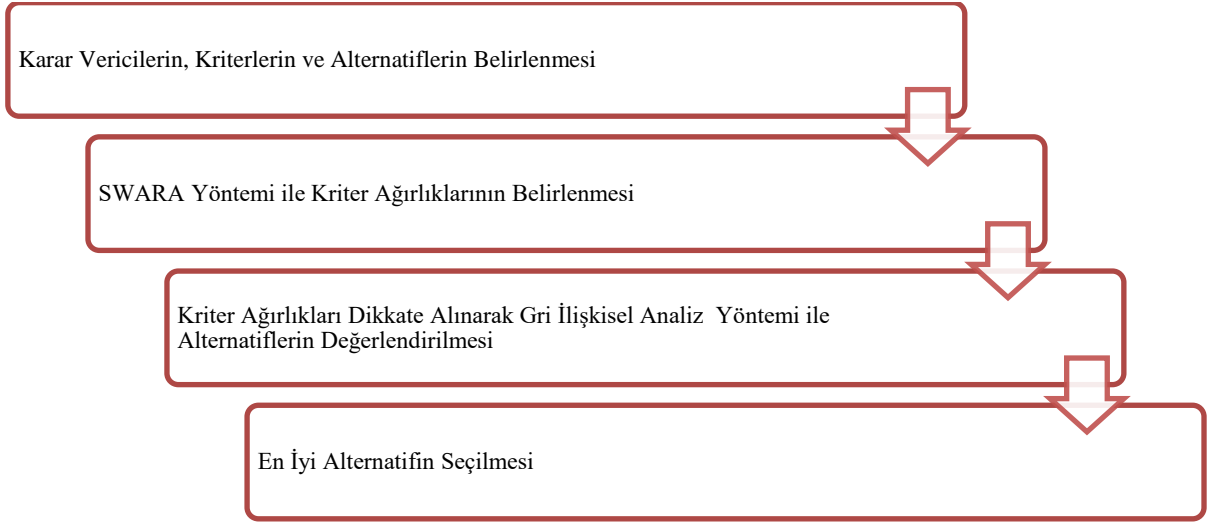 Karar Vericilerin, Kriterlerin ve Alternatiflerin Belirlenmesi
SWARA Yöntemi ile Kriter Ağırlıklarının Belirlenmesi
Kriter Ağırlıkları Dikkate Alınarak Gri İlişkisel Analiz Yöntemi ile
Alternatiflerin Değerlendirilmesi
En İyi Alternatifin Seçilmesi